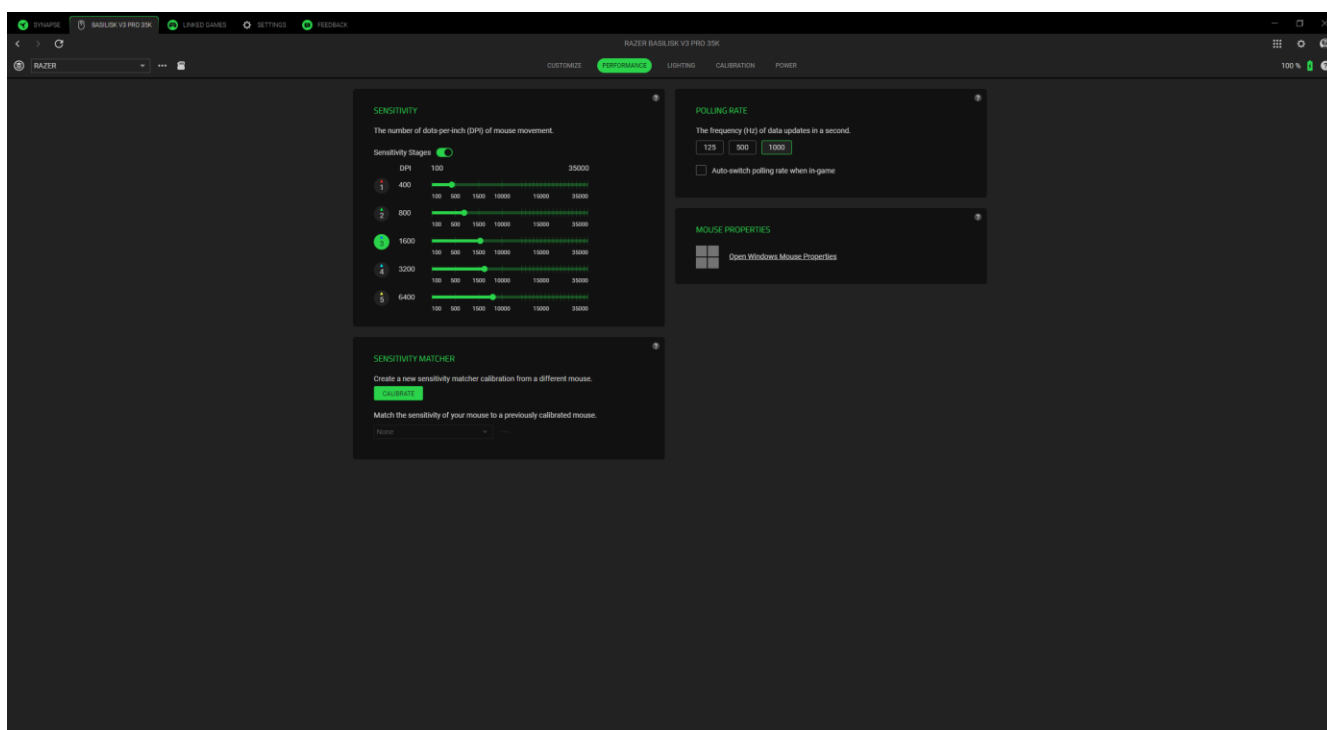 SYNAPSE BASILISK V3 PRO 35K LINKED GAMES SETTINGS FEEDBACK
RAZER BASILISK V3 PRO 35K
RAZER CUSTOMIZE PERFORMANCE LIGHTING CALIBRATION POWER 100 %
SENSITIVITY
The number of dots-per-inch (DPI) of mouse movement.
Sensitivity Stages
DPI 100 35000
1 400
100 500 1500 10000 15000 35000
2 800
100 500 1500 10000 15000 35000
3 1600
100 500 1500 10000 15000 35000
4 3200
100 500 1500 10000 15000 35000
5 6400
100 500 1500 10000 15000 35000
SENSITIVITY MATCHER
Create a new sensitivity matcher calibration from a different mouse.
CALIBRATE
Match the sensitivity of your mouse to a previously calibrated mouse.
None
POLLING RATE
The frequency (Hz) of data updates in a second.
125 500 1000
Auto-switch polling rate when in-game
MOUSE PROPERTIES
Open Windows Mouse Properties